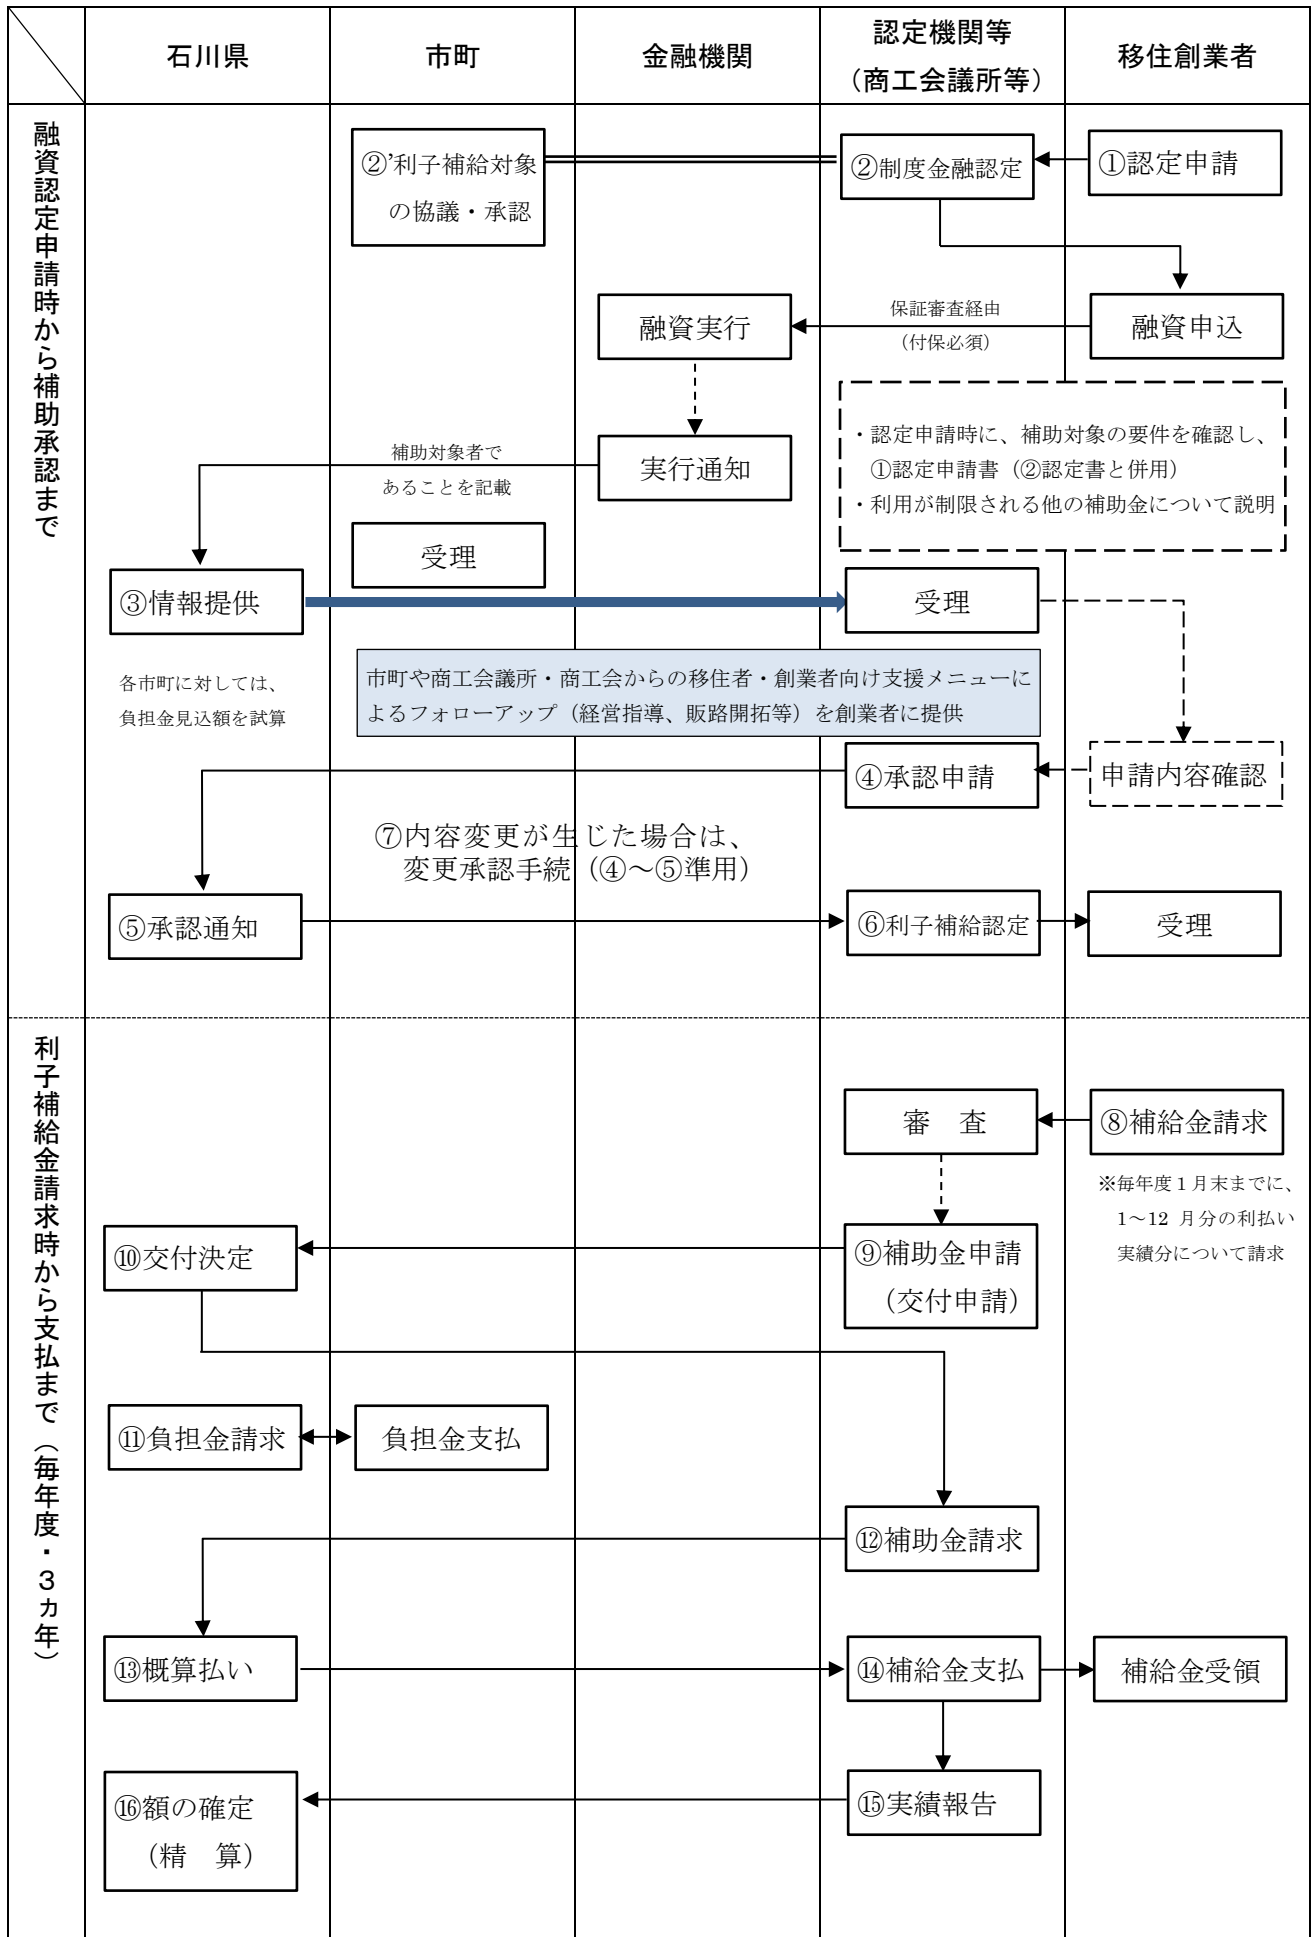 石川県
市町
金融機関
認定機関等
（商工会議所等）
移住創業者
融資認定申請時から補助承認まで
②’利子補給対象
の協議・承認
②制度金融認定
①認定申請
融資実行
保証審査経由
（付保必須）
融資申込
・認定申請時に、補助対象の要件を確認し、
①認定申請書（②認定書と併用）
・利用が制限される他の補助金について説明
補助対象者で
あることを記載
実行通知
受理
③情報提供
受理
各市町に対しては、
負担金見込額を試算
市町や商工会議所・商工会からの移住者・創業者向け支援メニューに
よるフォローアップ（経営指導、販路開拓等）を創業者に提供
④承認申請
申請内容確認
⑦内容変更が生じた場合は、
変更承認手続（④～⑤準用）
⑤承認通知
⑥利子補給認定
受理
利子補給金請求時から支払まで（毎年度・３カ年）
審　査
⑧補給金請求
※毎年度１月末までに、
1～12 月分の利払い
実績分について請求
⑩交付決定
⑨補助金申請
（交付申請）
⑪負担金請求
負担金支払
⑫補助金請求
⑬概算払い
⑭補給金支払
補給金受領
⑯額の確定
（精　算）
⑮実績報告